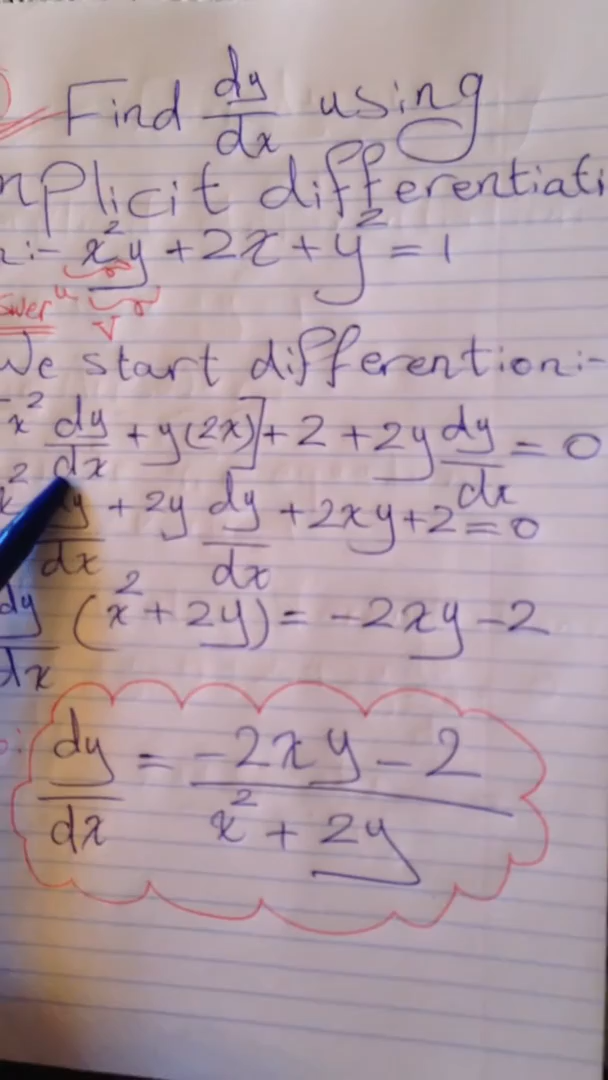 Find dy/dx using
mplicit differentiati
n:- x²y + 2x + y² = 1
swer u v
We start differention:-
x² dy/dx + y(2x)] + 2 + 2y dy/dx = 0
x² dy/dx + 2y dy/dx + 2xy + 2 = 0
dy/dx (x² + 2y) = -2xy - 2
o: dy/dx = (-2xy - 2)/(x² + 2y)